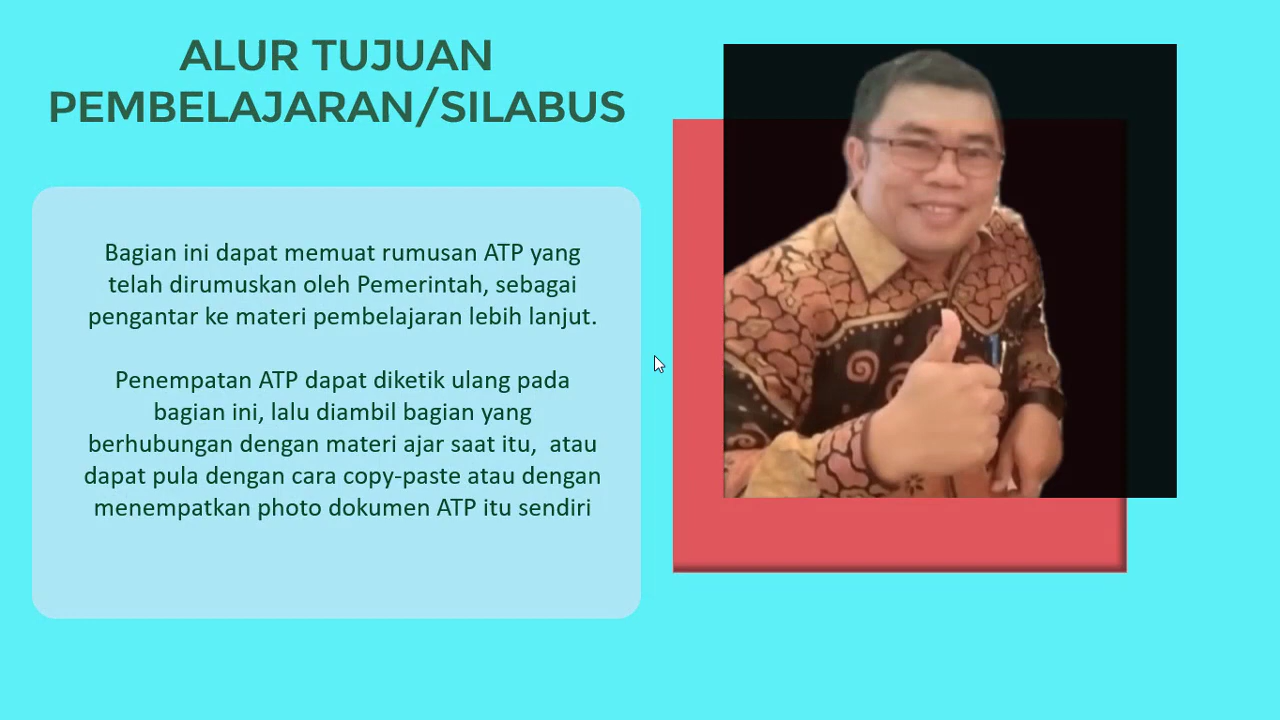 ALUR TUJUAN
PEMBELAJARAN/SILABUS
Bagian ini dapat memuat rumusan ATP yang
telah dirumuskan oleh Pemerintah, sebagai
pengantar ke materi pembelajaran lebih lanjut.
Penempatan ATP dapat diketik ulang pada
bagian ini, lalu diambil bagian yang
berhubungan dengan materi ajar saat itu,  atau
dapat pula dengan cara copy-paste atau dengan
menempatkan photo dokumen ATP itu sendiri